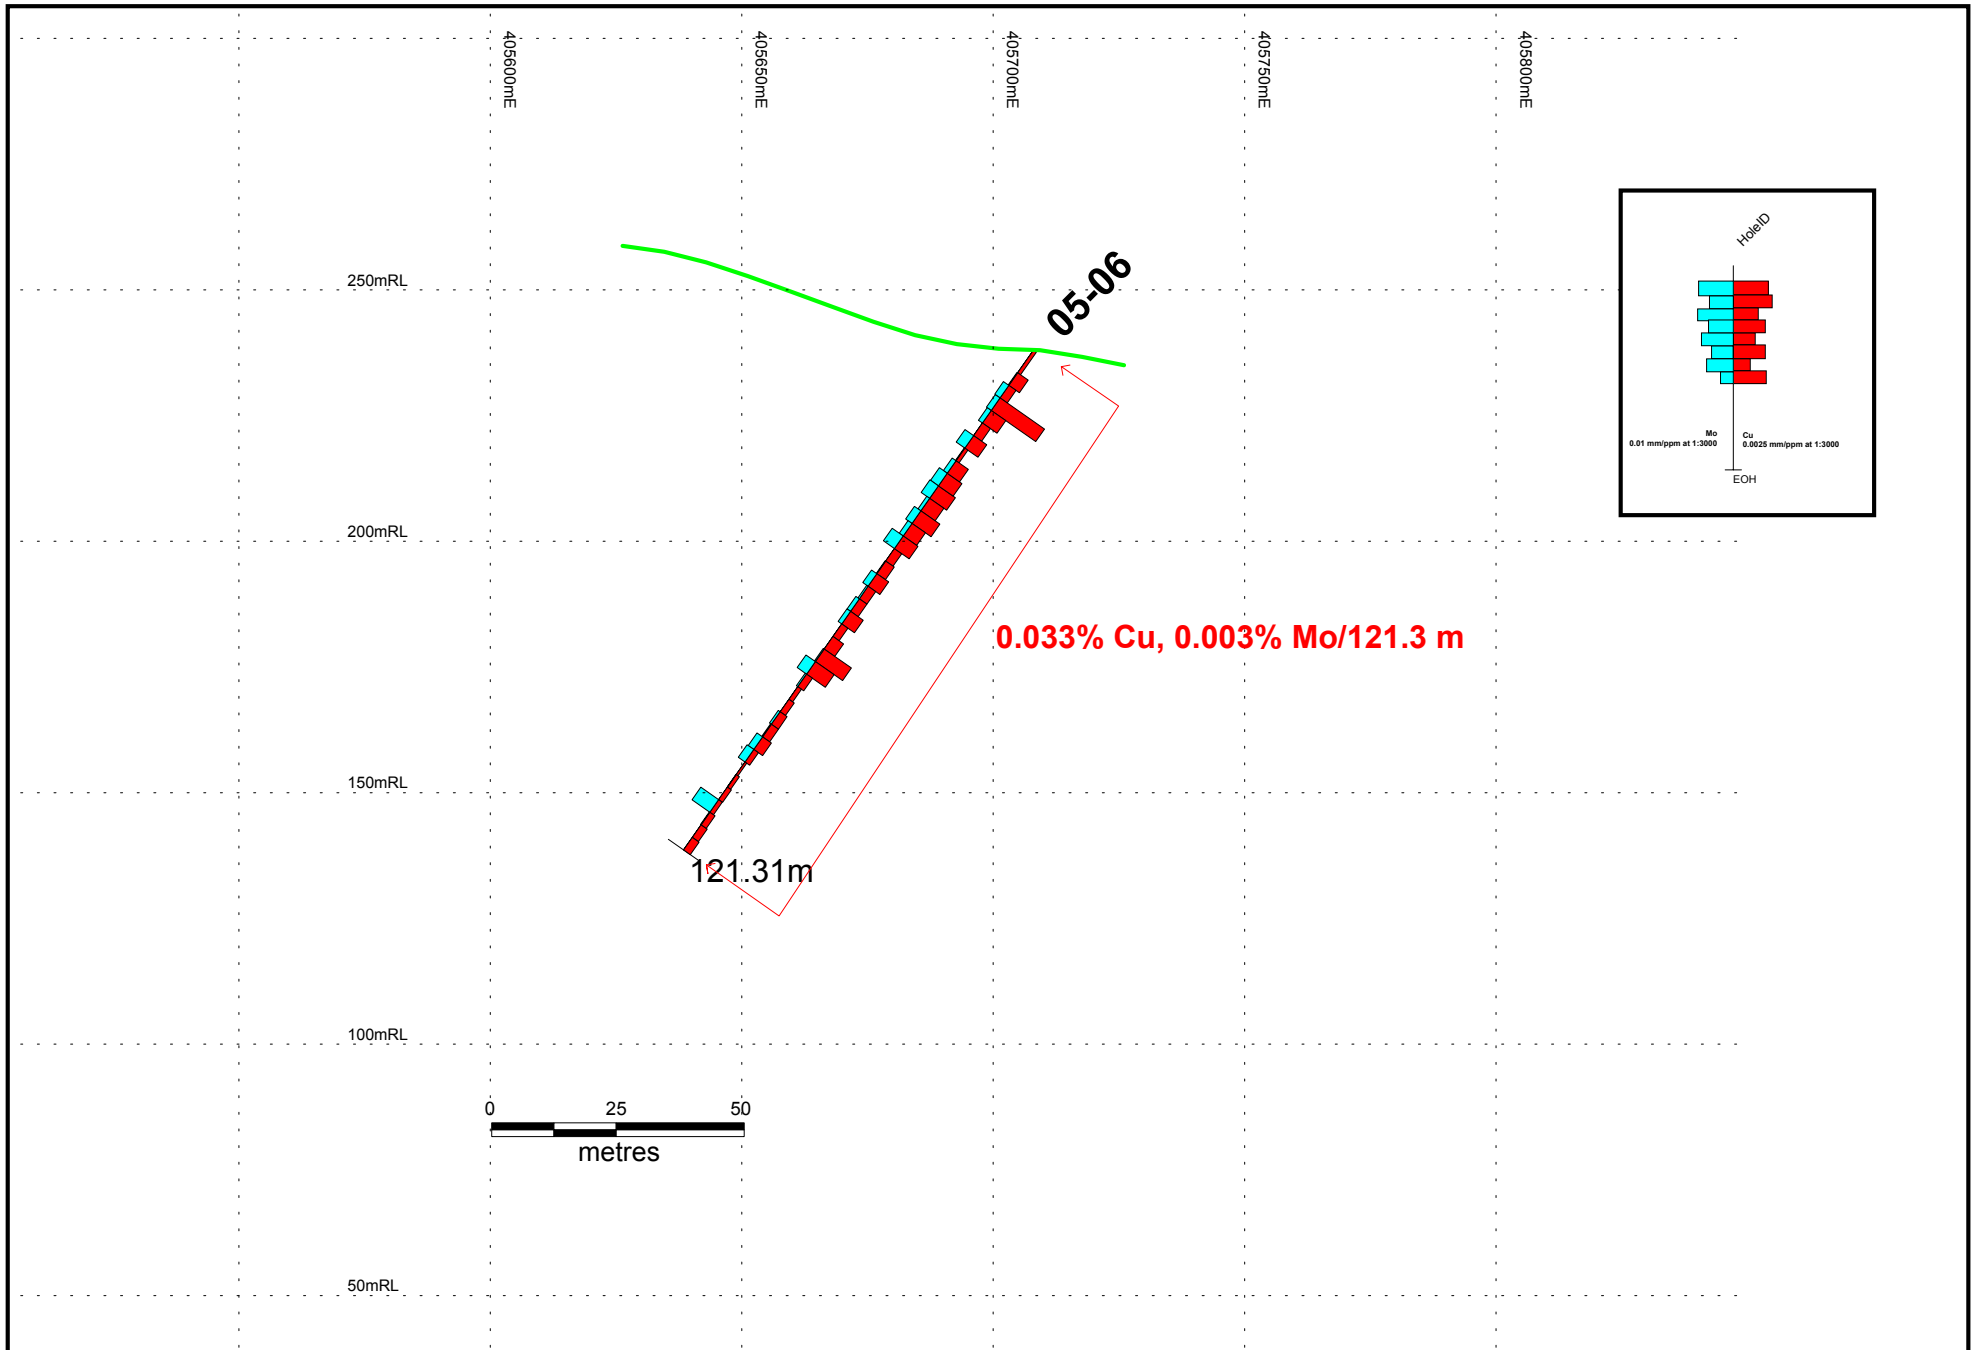 405600mE
405650mE
405700mE
405750mE
405800mE
HoleID
05-06
250mRL
Mo
0.01 mm/ppm at 1:3000
Cu
0.0025 mm/ppm at 1:3000
EOH
200mRL
0.033% Cu, 0.003% Mo/121.3 m
150mRL
121.31m
100mRL
0 25 50
metres
50mRL